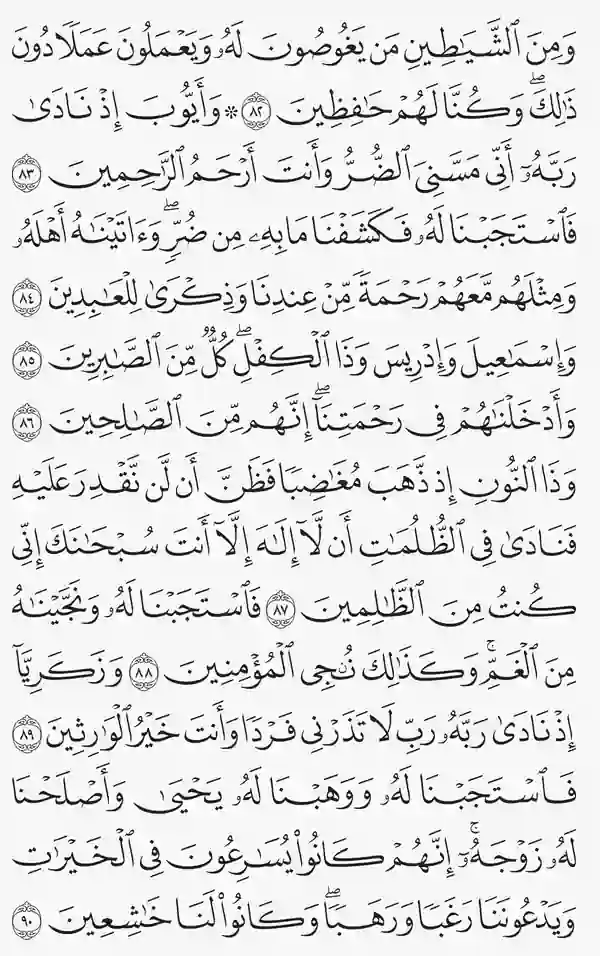 وَمِنَ ٱلشَّيَٰطِينِ مَن يَغُوصُونَ لَهُۥ وَيَعۡمَلُونَ عَمَلٗا دُونَ
ذَٰلِكَۖ وَكُنَّا لَهُمۡ حَٰفِظِينَ ٨٢ ۞ وَأَيُّوبَ إِذۡ نَادَىٰ
رَبَّهُۥٓ أَنِّي مَسَّنِيَ ٱلضُّرُّ وَأَنتَ أَرۡحَمُ ٱلرَّٰحِمِينَ ٨٣
فَٱسۡتَجَبۡنَا لَهُۥ فَكَشَفۡنَا مَا بِهِۦ مِن ضُرّٖۖ وَءَاتَيۡنَٰهُ أَهۡلَهُۥ
وَمِثۡلَهُم مَّعَهُمۡ رَحۡمَةٗ مِّنۡ عِندِنَا وَذِكۡرَىٰ لِلۡعَٰبِدِينَ ٨٤
وَإِسۡمَٰعِيلَ وَإِدۡرِيسَ وَذَا ٱلۡكِفۡلِۖ كُلّٞ مِّنَ ٱلصَّٰبِرِينَ ٨٥
وَأَدۡخَلۡنَٰهُمۡ فِي رَحۡمَتِنَآۖ إِنَّهُم مِّنَ ٱلصَّٰلِحِينَ ٨٦
وَذَا ٱلنُّونِ إِذ ذَّهَبَ مُغَٰضِبٗا فَظَنَّ أَن لَّن نَّقۡدِرَ عَلَيۡهِ
فَنَادَىٰ فِي ٱلظُّلُمَٰتِ أَن لَّآ إِلَٰهَ إِلَّآ أَنتَ سُبۡحَٰنَكَ إِنِّي
كُنتُ مِنَ ٱلظَّٰلِمِينَ ٨٧ فَٱسۡتَجَبۡنَا لَهُۥ وَنَجَّيۡنَٰهُ
مِنَ ٱلۡغَمِّۚ وَكَذَٰلِكَ نُـۨجِي ٱلۡمُؤۡمِنِينَ ٨٨ وَزَكَرِيَّآ
إِذۡ نَادَىٰ رَبَّهُۥ رَبِّ لَا تَذَرۡنِي فَرۡدٗا وَأَنتَ خَيۡرُ ٱلۡوَٰرِثِينَ ٨٩
فَٱسۡتَجَبۡنَا لَهُۥ وَوَهَبۡنَا لَهُۥ يَحۡيَىٰ وَأَصۡلَحۡنَا
لَهُۥ زَوۡجَهُۥٓۚ إِنَّهُمۡ كَانُواْ يُسَٰرِعُونَ فِي ٱلۡخَيۡرَٰتِ
وَيَدۡعُونَنَا رَغَبٗا وَرَهَبٗاۖ وَكَانُواْ لَنَا خَٰشِعِينَ ٩٠